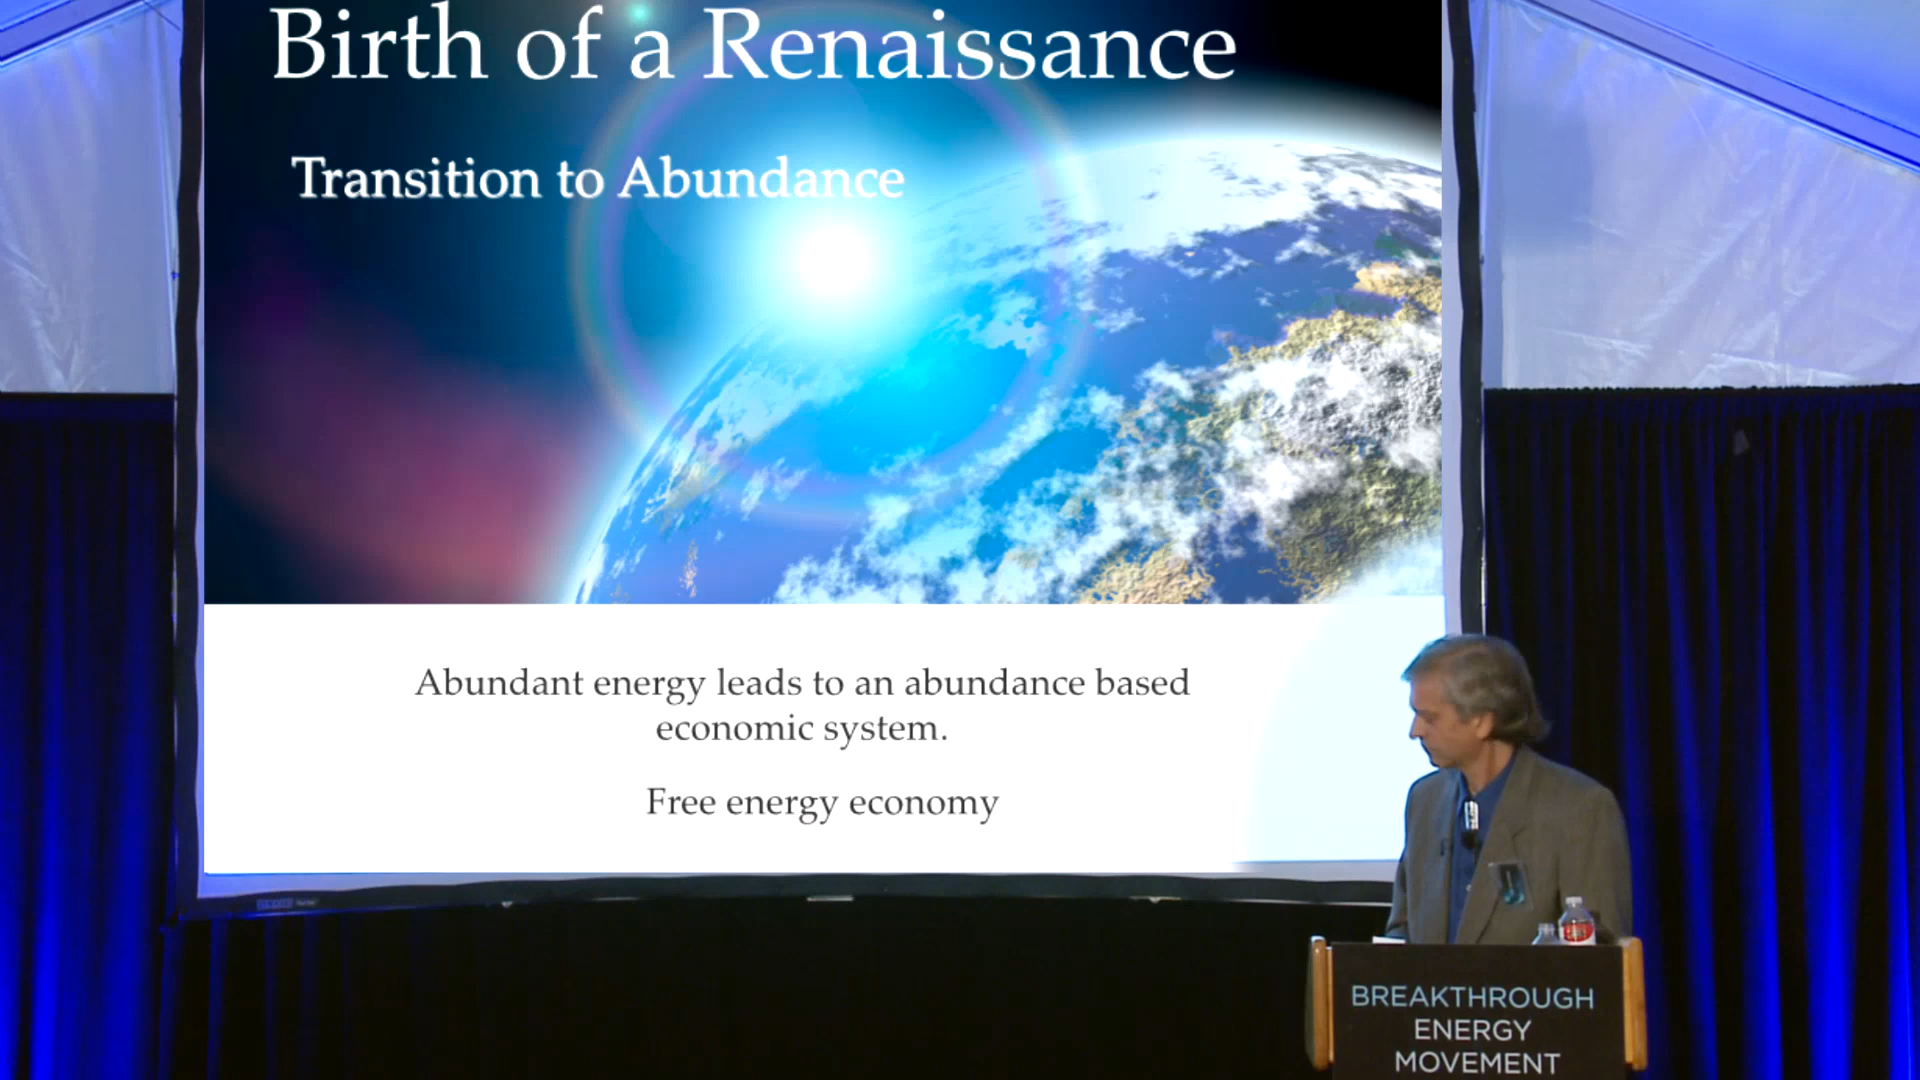 Birth of a Renaissance
Transition to Abundance
Abundant energy leads to an abundance based
economic system.
Free energy economy
BREAKTHROUGH
ENERGY
MOVEMENT